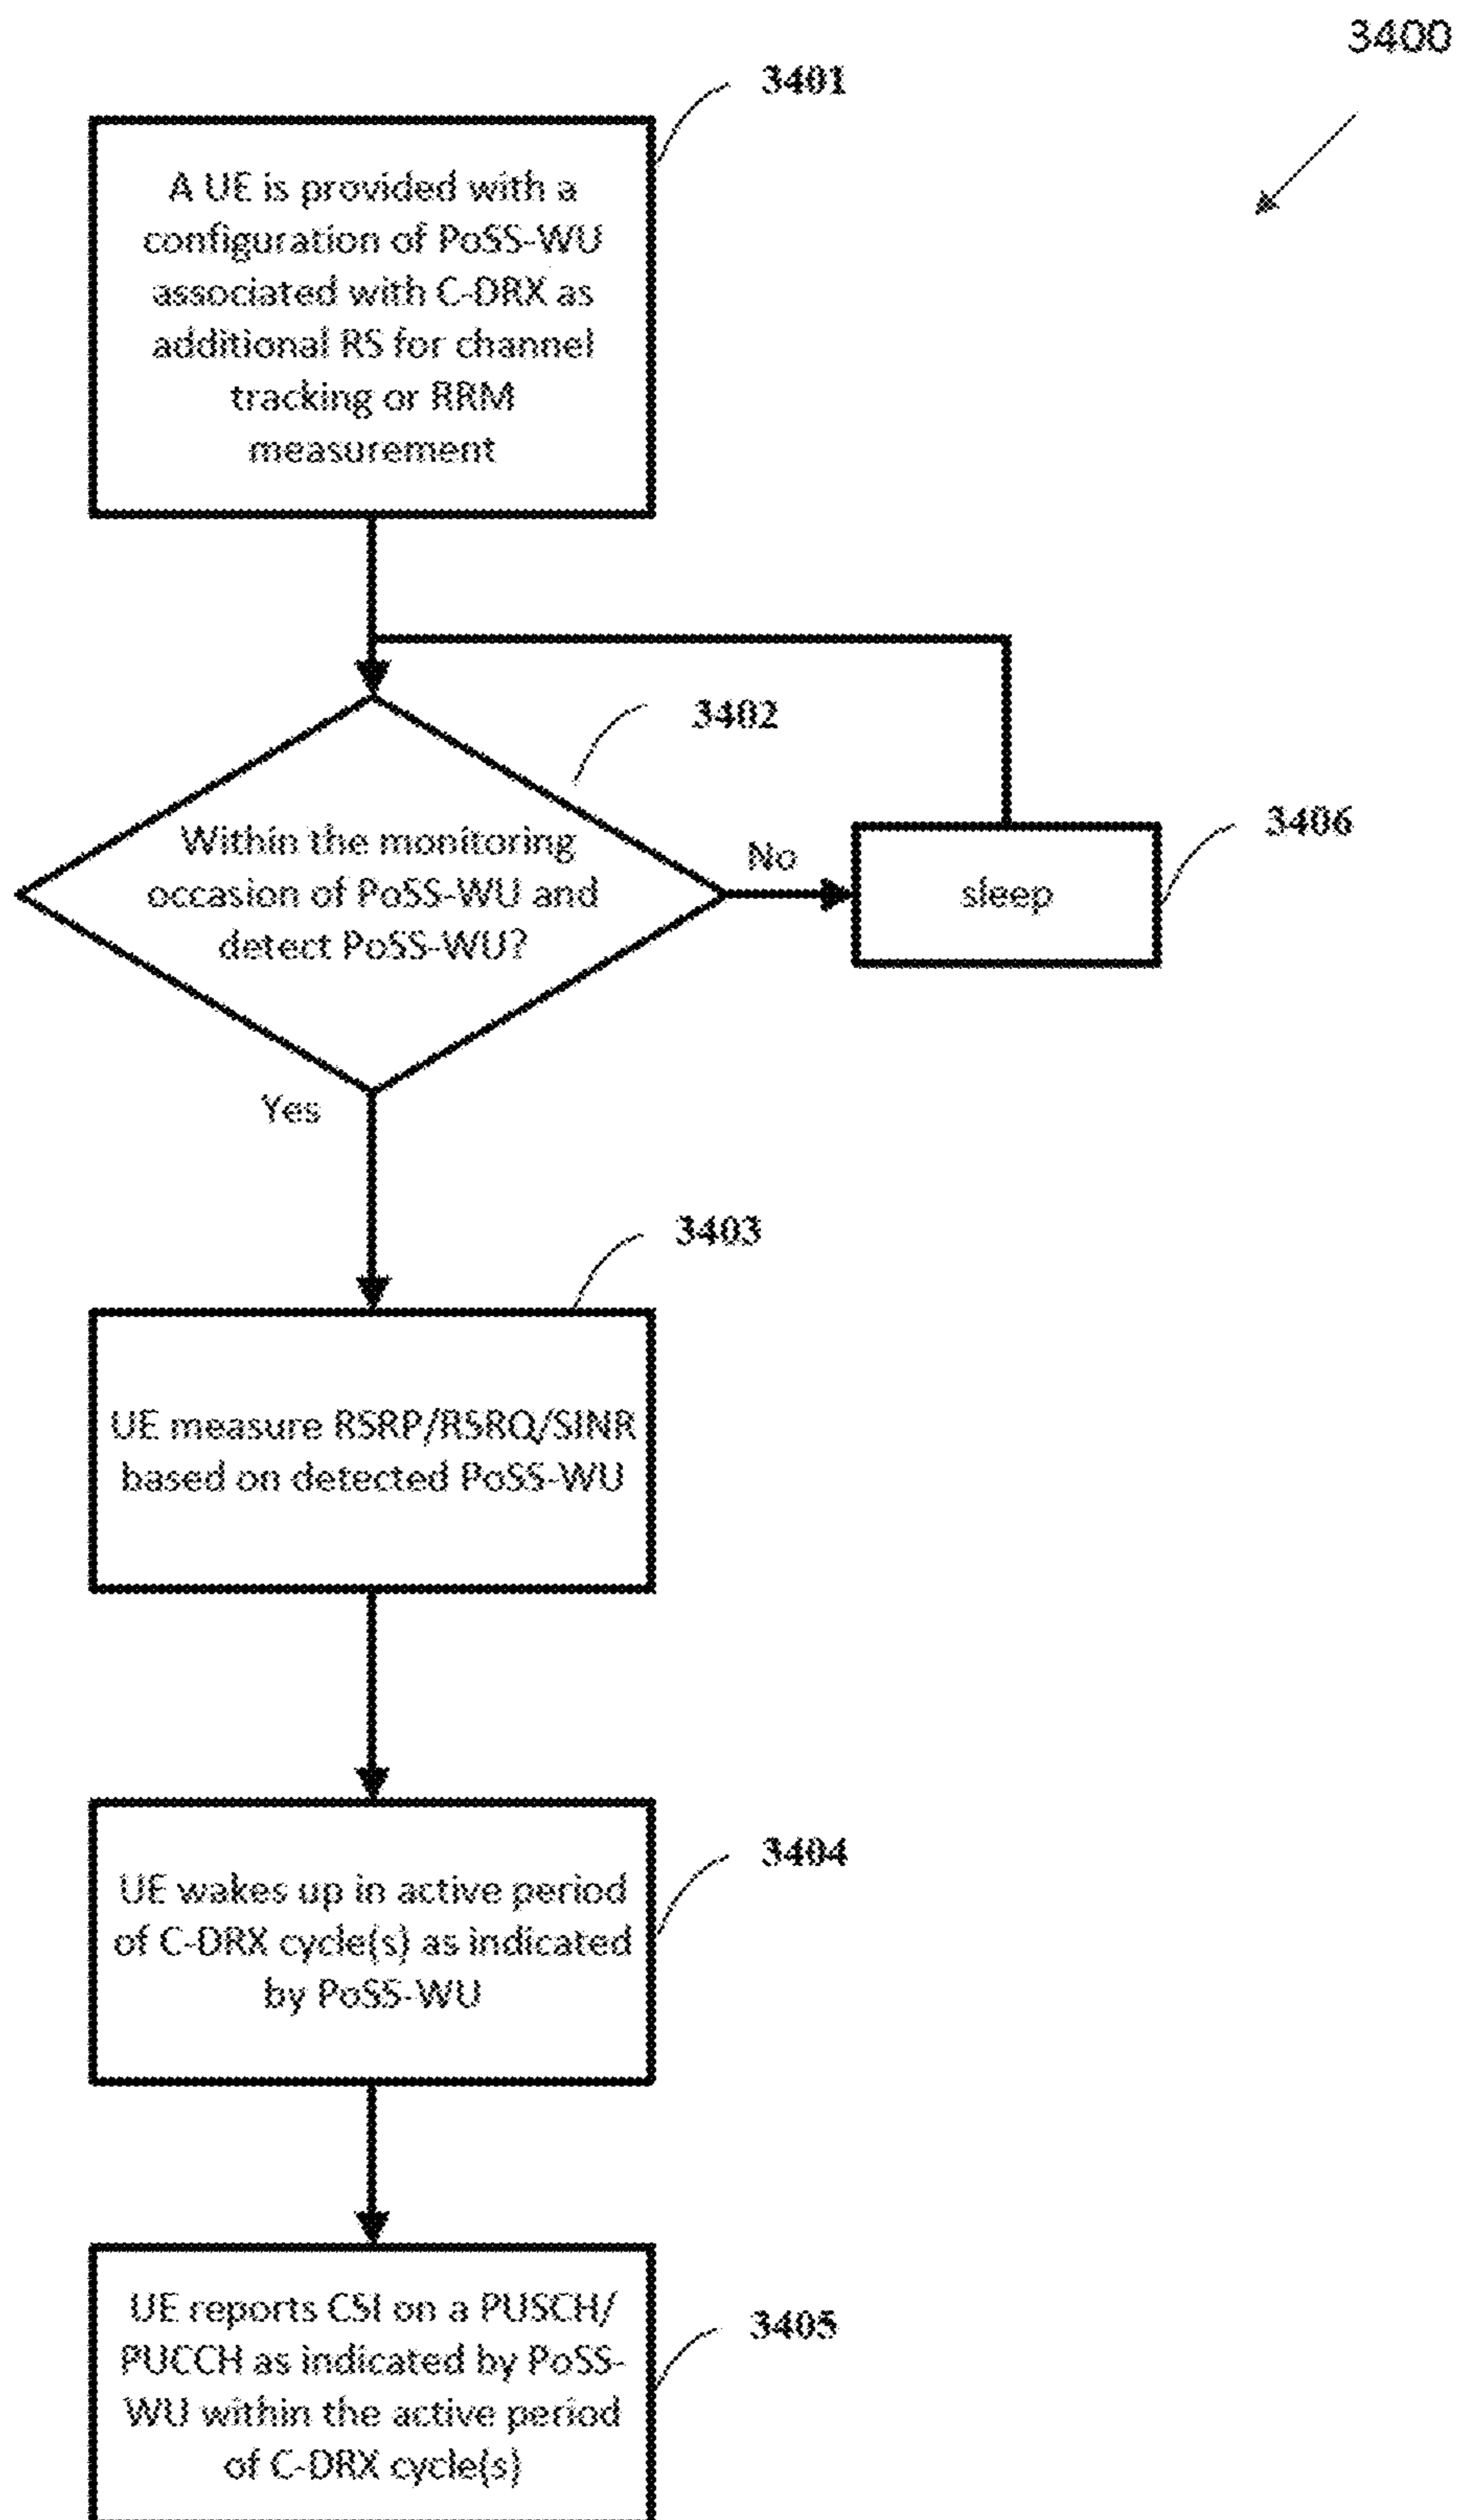 3400
3401
A UE is provided with a
configuration of PoSS-WU
associated with C-DRX as
additional RS for channel
tracking or RRM
measurement
3402
Within the monitoring
occasion of PoSS-WU and
detect PoSS-WU?
No
3406
sleep
Yes
3403
UE measure RSRP/RSRQ/SINR
based on detected PoSS-WU
3404
UE wakes up in active period
of C-DRX cycle(s) as indicated
by PoSS-WU
3405
UE reports CSI on a PUSCH/
PUCCH as indicated by PoSS-
WU within the active period
of C-DRX cycle(s)